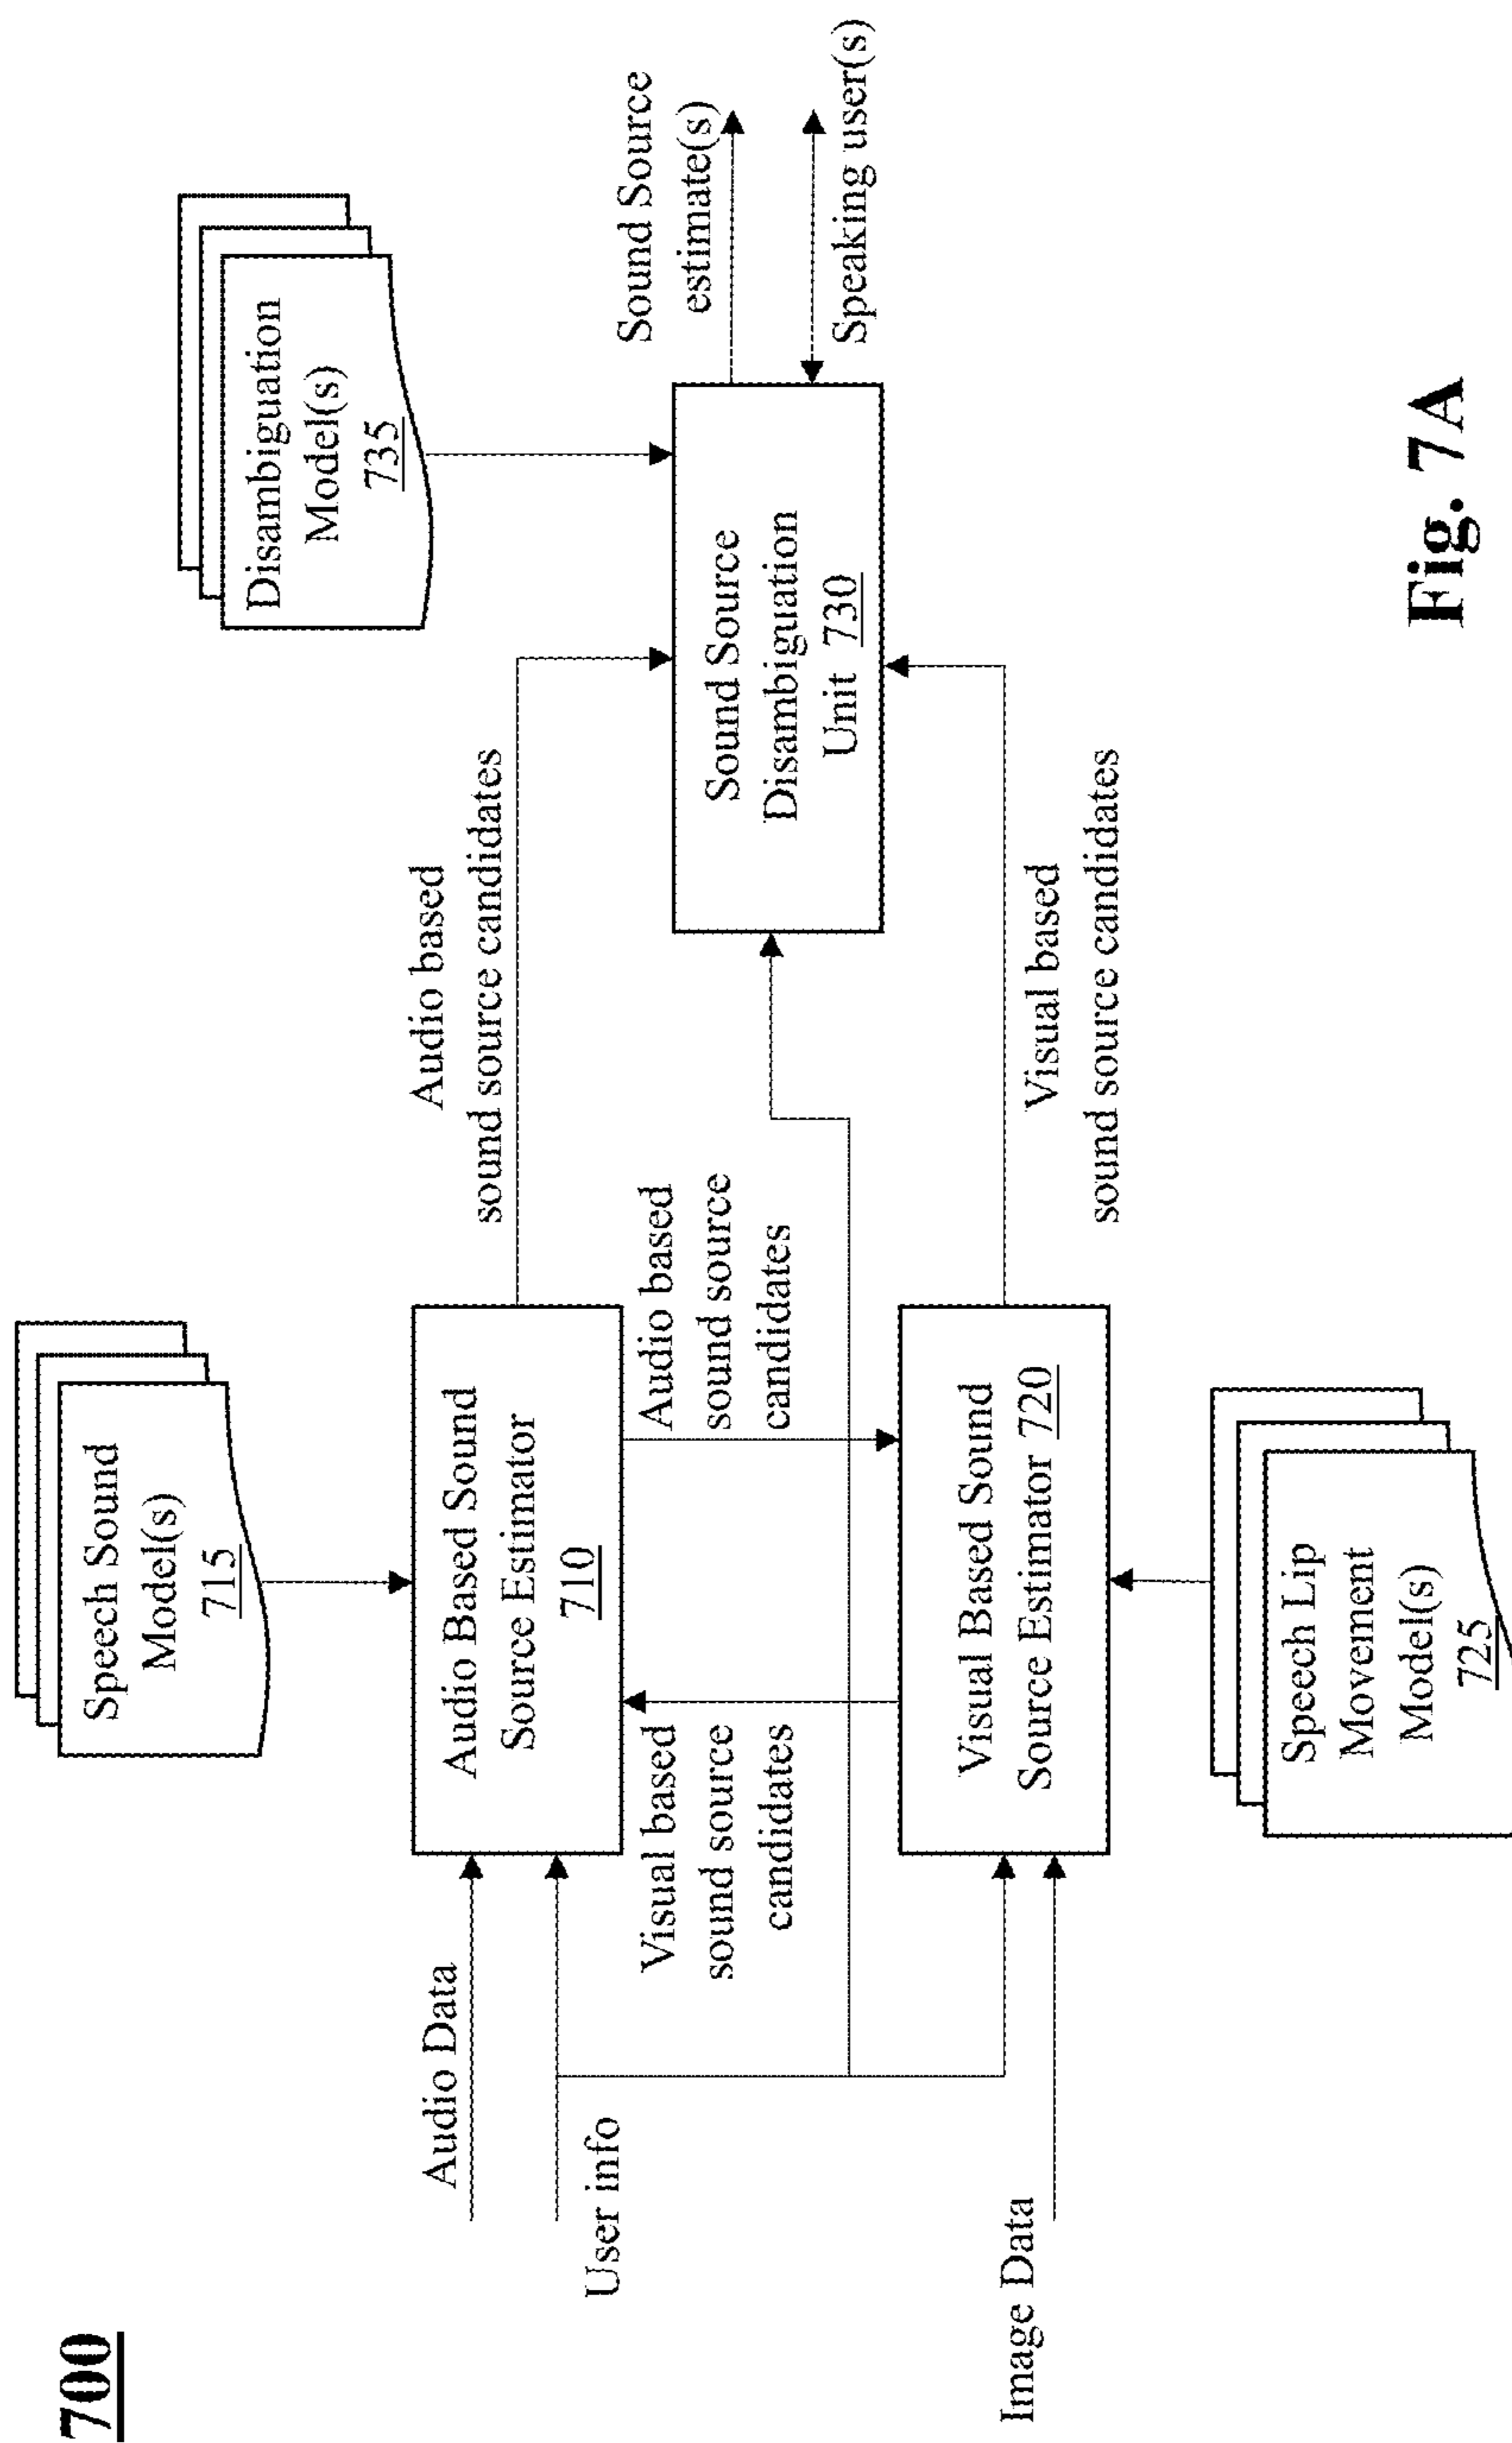 700
Speech Sound
Model(s)
715
Disambiguation
Model(s)
735
Audio Data
User info
Audio Based Sound
Source Estimator
710
Audio based
sound source candidates
Visual based
sound source
candidates
Audio based
sound source
candidates
Sound Source
Disambiguation
Unit 730
Sound Source
estimate(s)
Speaking user(s)
Image Data
Visual Based Sound
Source Estimator 720
Visual based
sound source candidates
Speech Lip
Movement
Model(s)
725
Fig. 7A